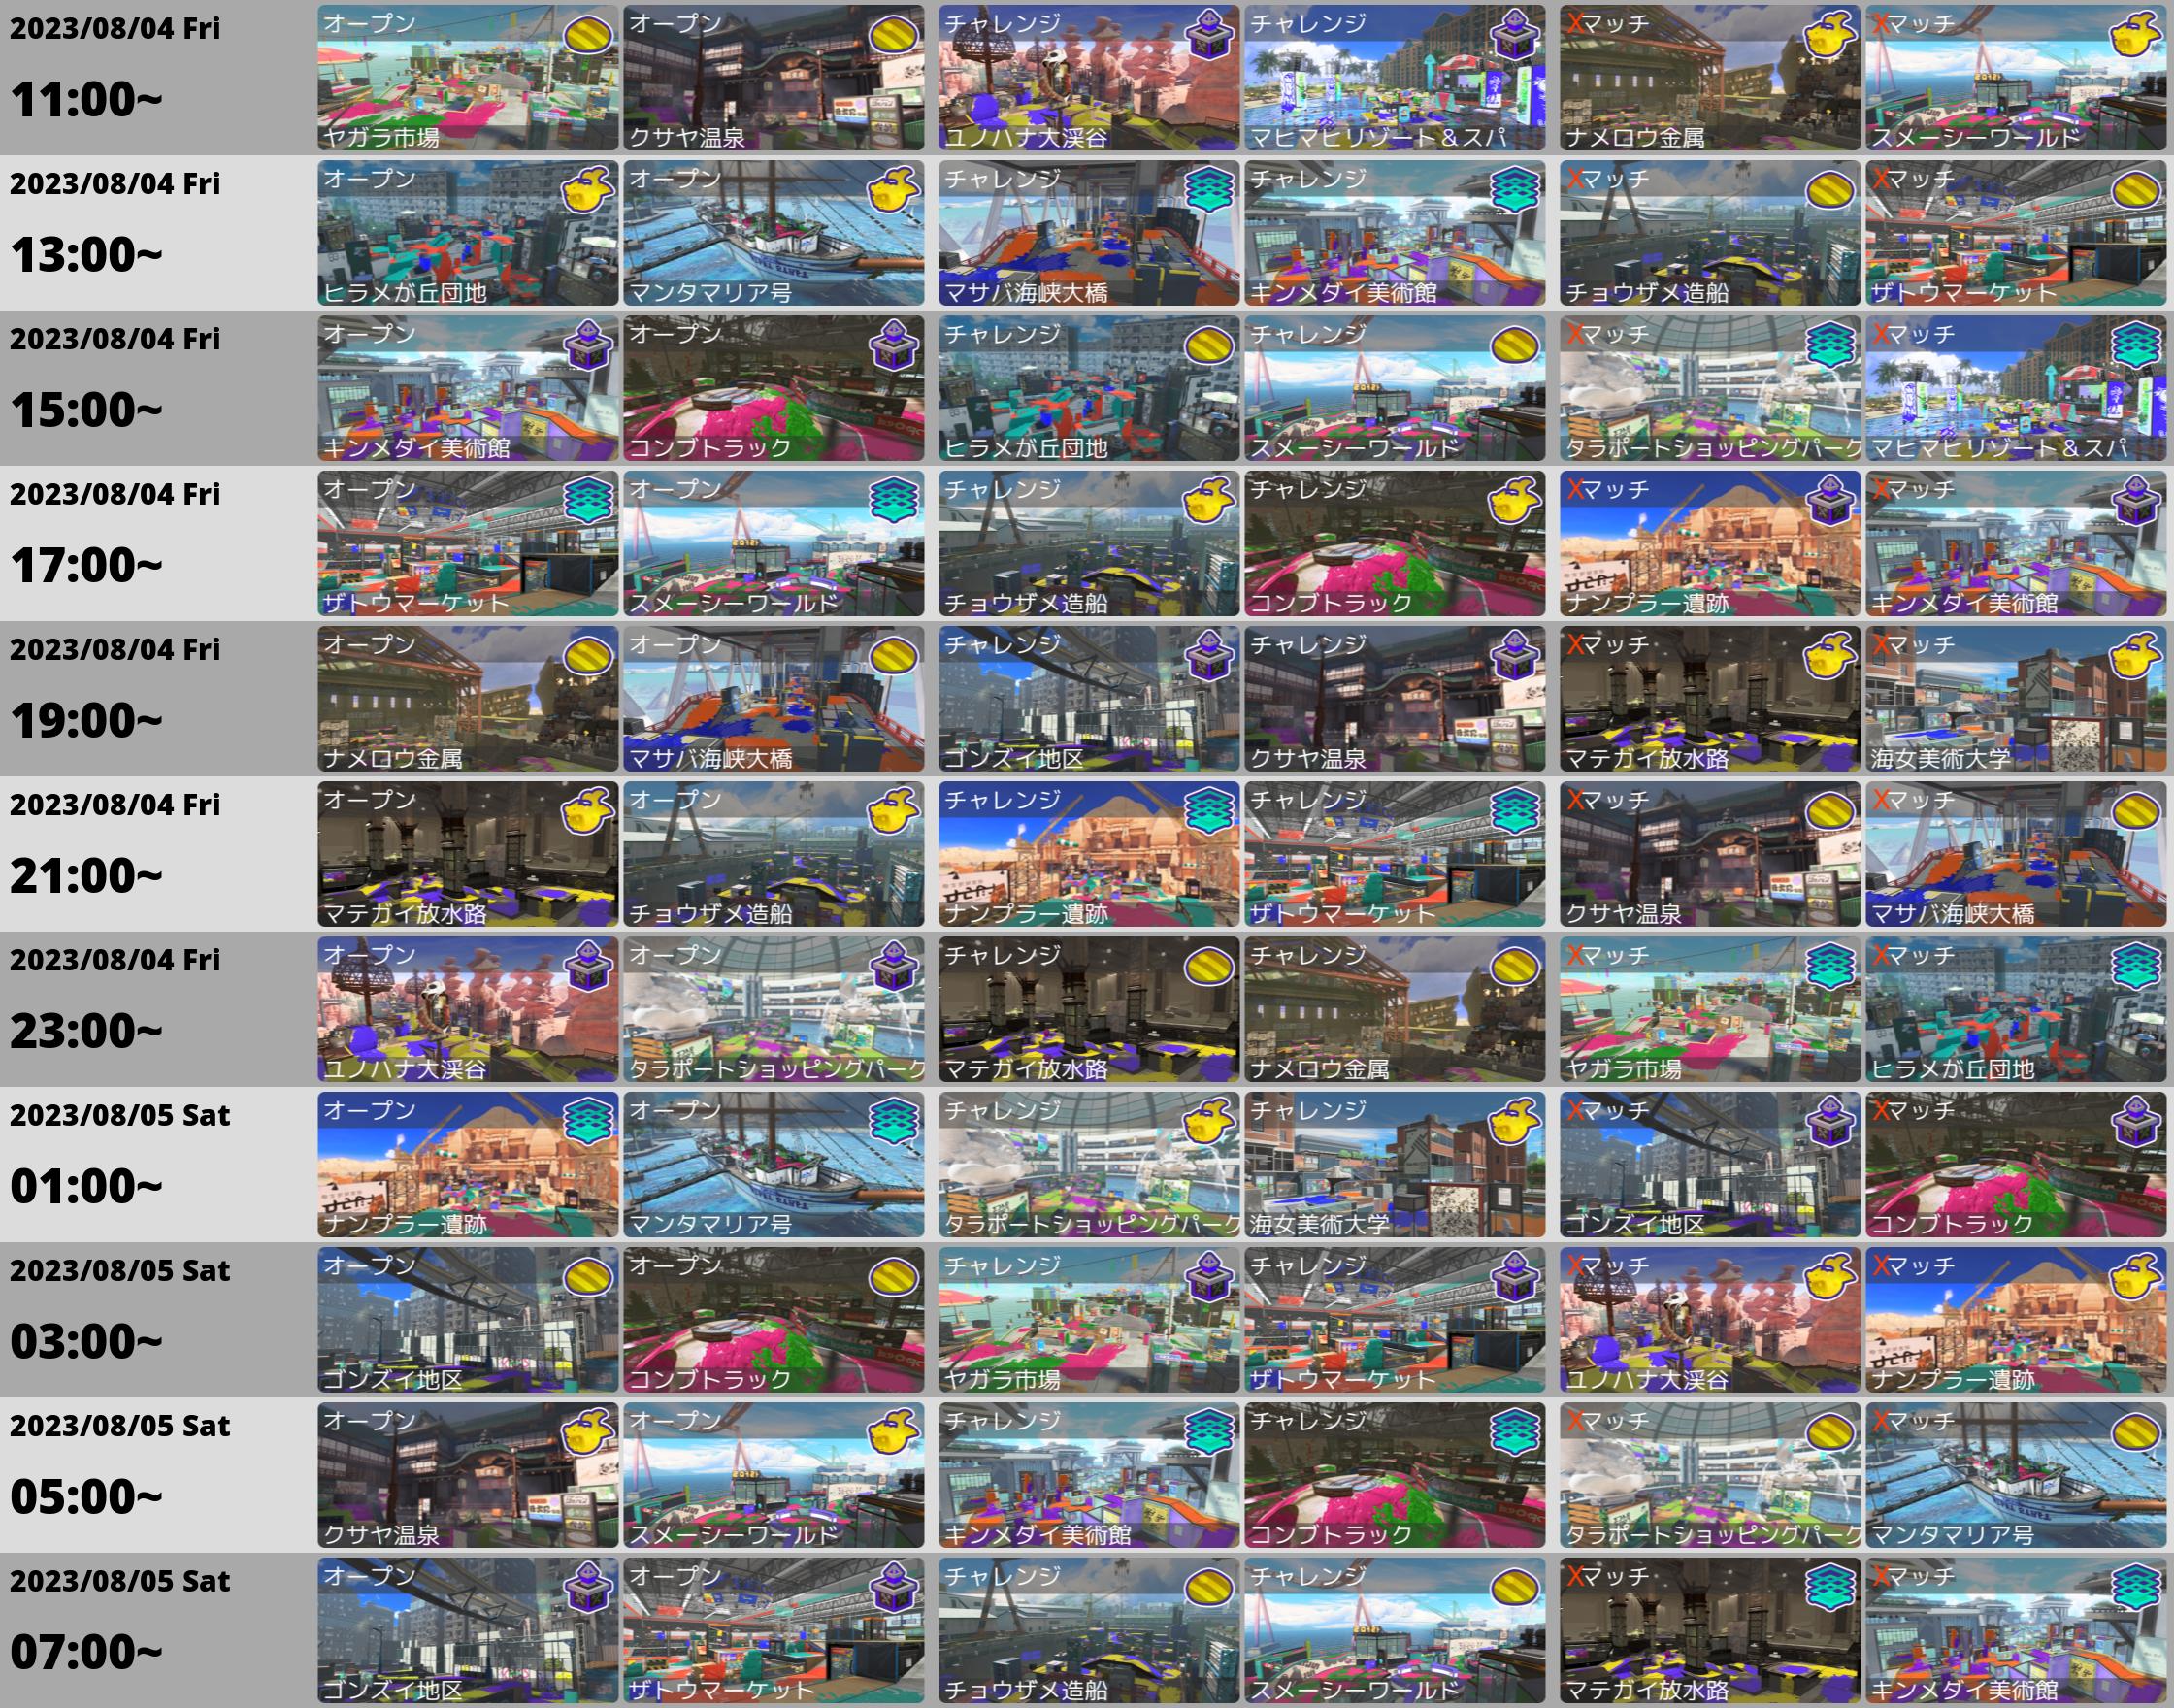 2023/08/04 Fri
11:00~
オープン
ヤガラ市場
オープン
クサヤ温泉
チャレンジ
ユノハナ大渓谷
チャレンジ
マヒマヒリゾート＆スパ
Xマッチ
ナメロウ金属
Xマッチ
スメーシーワールド
2023/08/04 Fri
13:00~
オープン
ヒラメが丘団地
オープン
マンタマリア号
チャレンジ
マサバ海峡大橋
チャレンジ
キンメダイ美術館
Xマッチ
チョウザメ造船
Xマッチ
ザトウマーケット
2023/08/04 Fri
15:00~
オープン
キンメダイ美術館
オープン
コンブトラック
チャレンジ
ヒラメが丘団地
チャレンジ
スメーシーワールド
Xマッチ
タラポートショッピングパーク
Xマッチ
マヒマヒリゾート＆スパ
2023/08/04 Fri
17:00~
オープン
ザトウマーケット
オープン
スメーシーワールド
チャレンジ
チョウザメ造船
チャレンジ
コンブトラック
Xマッチ
ナンプラー遺跡
Xマッチ
キンメダイ美術館
2023/08/04 Fri
19:00~
オープン
ナメロウ金属
オープン
マサバ海峡大橋
チャレンジ
ゴンズイ地区
チャレンジ
クサヤ温泉
Xマッチ
マテガイ放水路
Xマッチ
海女美術大学
2023/08/04 Fri
21:00~
オープン
マテガイ放水路
オープン
チョウザメ造船
チャレンジ
ナンプラー遺跡
チャレンジ
ザトウマーケット
Xマッチ
クサヤ温泉
Xマッチ
マサバ海峡大橋
2023/08/04 Fri
23:00~
オープン
ユノハナ大渓谷
オープン
タラポートショッピングパーク
チャレンジ
マテガイ放水路
チャレンジ
ナメロウ金属
Xマッチ
ヤガラ市場
Xマッチ
ヒラメが丘団地
2023/08/05 Sat
01:00~
オープン
ナンプラー遺跡
オープン
マンタマリア号
チャレンジ
タラポートショッピングパーク
チャレンジ
海女美術大学
Xマッチ
ゴンズイ地区
Xマッチ
コンブトラック
2023/08/05 Sat
03:00~
オープン
ゴンズイ地区
オープン
コンブトラック
チャレンジ
ヤガラ市場
チャレンジ
ザトウマーケット
Xマッチ
ユノハナ大渓谷
Xマッチ
ナンプラー遺跡
2023/08/05 Sat
05:00~
オープン
クサヤ温泉
オープン
スメーシーワールド
チャレンジ
キンメダイ美術館
チャレンジ
コンブトラック
Xマッチ
タラポートショッピングパーク
Xマッチ
マンタマリア号
2023/08/05 Sat
07:00~
オープン
ゴンズイ地区
オープン
ザトウマーケット
チャレンジ
チョウザメ造船
チャレンジ
スメーシーワールド
Xマッチ
マテガイ放水路
Xマッチ
キンメダイ美術館